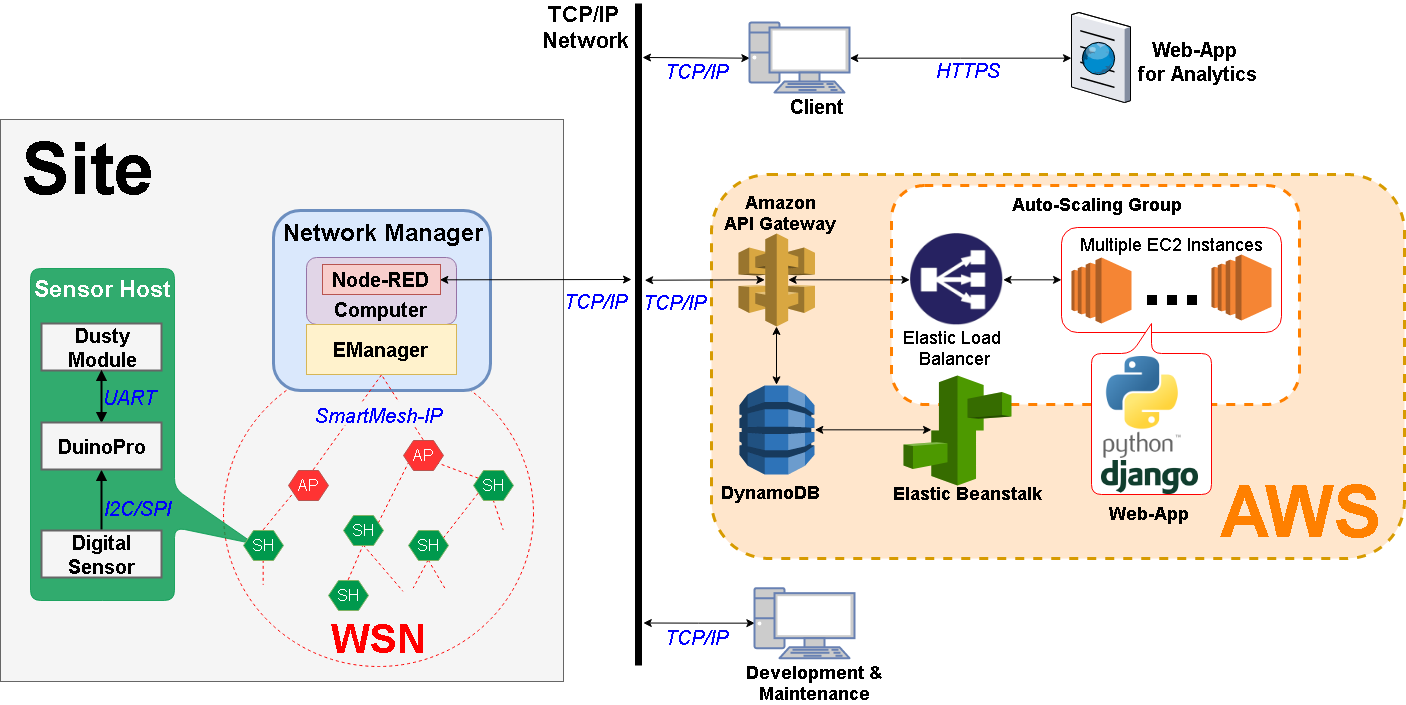 TCP/IP
Network
TCP/IP
Client
HTTPS
Web-App
for Analytics
Site
Network Manager
Node-RED
Computer
EManager
TCP/IP
TCP/IP
Sensor Host
Dusty
Module
UART
DuinoPro
I2C/SPI
Digital
Sensor
SmartMesh-IP
AP
AP
SH
SH
SH
SH
SH
WSN
Amazon
API Gateway
Auto-Scaling Group
Multiple EC2 Instances
Elastic Load
Balancer
DynamoDB
Elastic Beanstalk
python™
django
Web-App
AWS
TCP/IP
Development &
Maintenance